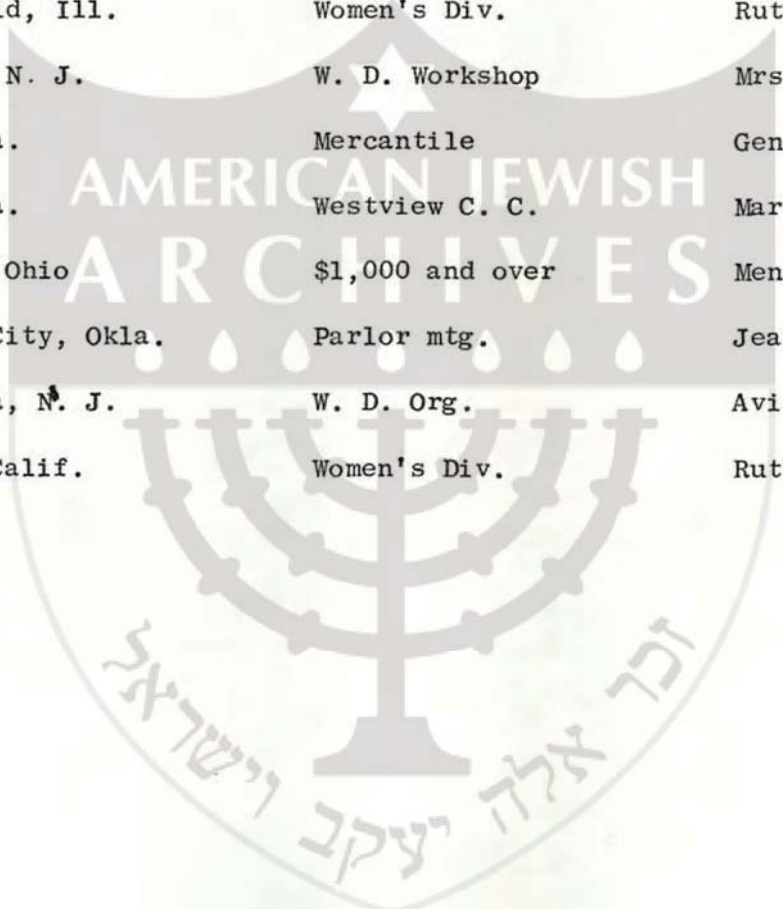 d, Ill. Women's Div. Rut
N. J. W. D. Workshop Mrs
. Mercantile Gen
AMERICAN JEWISH
. Westview C. C. Mar
ARCHIVES
Ohio $1,000 and over Men
City, Okla. Parlor mtg. Jea
, N. J. W. D. Org. Avi
Calif. Women's Div. Rut
זכר אלה יעקב וישראל